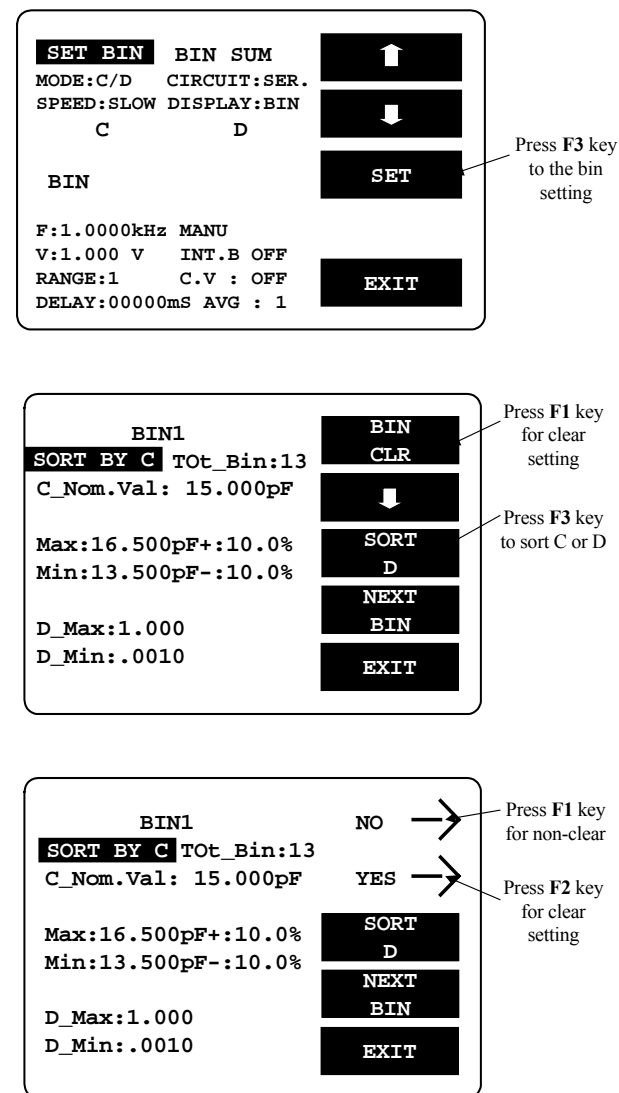 SET BIN BIN SUM
MODE:C/D CIRCUIT:SER.
SPEED:SLOW DISPLAY:BIN
C D
BIN
F:1.0000kHz MANU
V:1.000 V INT.B OFF
RANGE:1 C.V : OFF
DELAY:00000mS AVG : 1
SET
EXIT
Press F3 key
to the bin
setting
BIN1
SORT BY C TOt_Bin:13
C_Nom.Val: 15.000pF
Max:16.500pF+:10.0%
Min:13.500pF-:10.0%
D_Max:1.000
D_Min:.0010
BIN
CLR
SORT
D
NEXT
BIN
EXIT
Press F1 key
for clear
setting
Press F3 key
to sort C or D
BIN1
SORT BY C TOt_Bin:13
C_Nom.Val: 15.000pF
Max:16.500pF+:10.0%
Min:13.500pF-:10.0%
D_Max:1.000
D_Min:.0010
NO
YES
SORT
D
NEXT
BIN
EXIT
Press F1 key
for non-clear
Press F2 key
for clear
setting